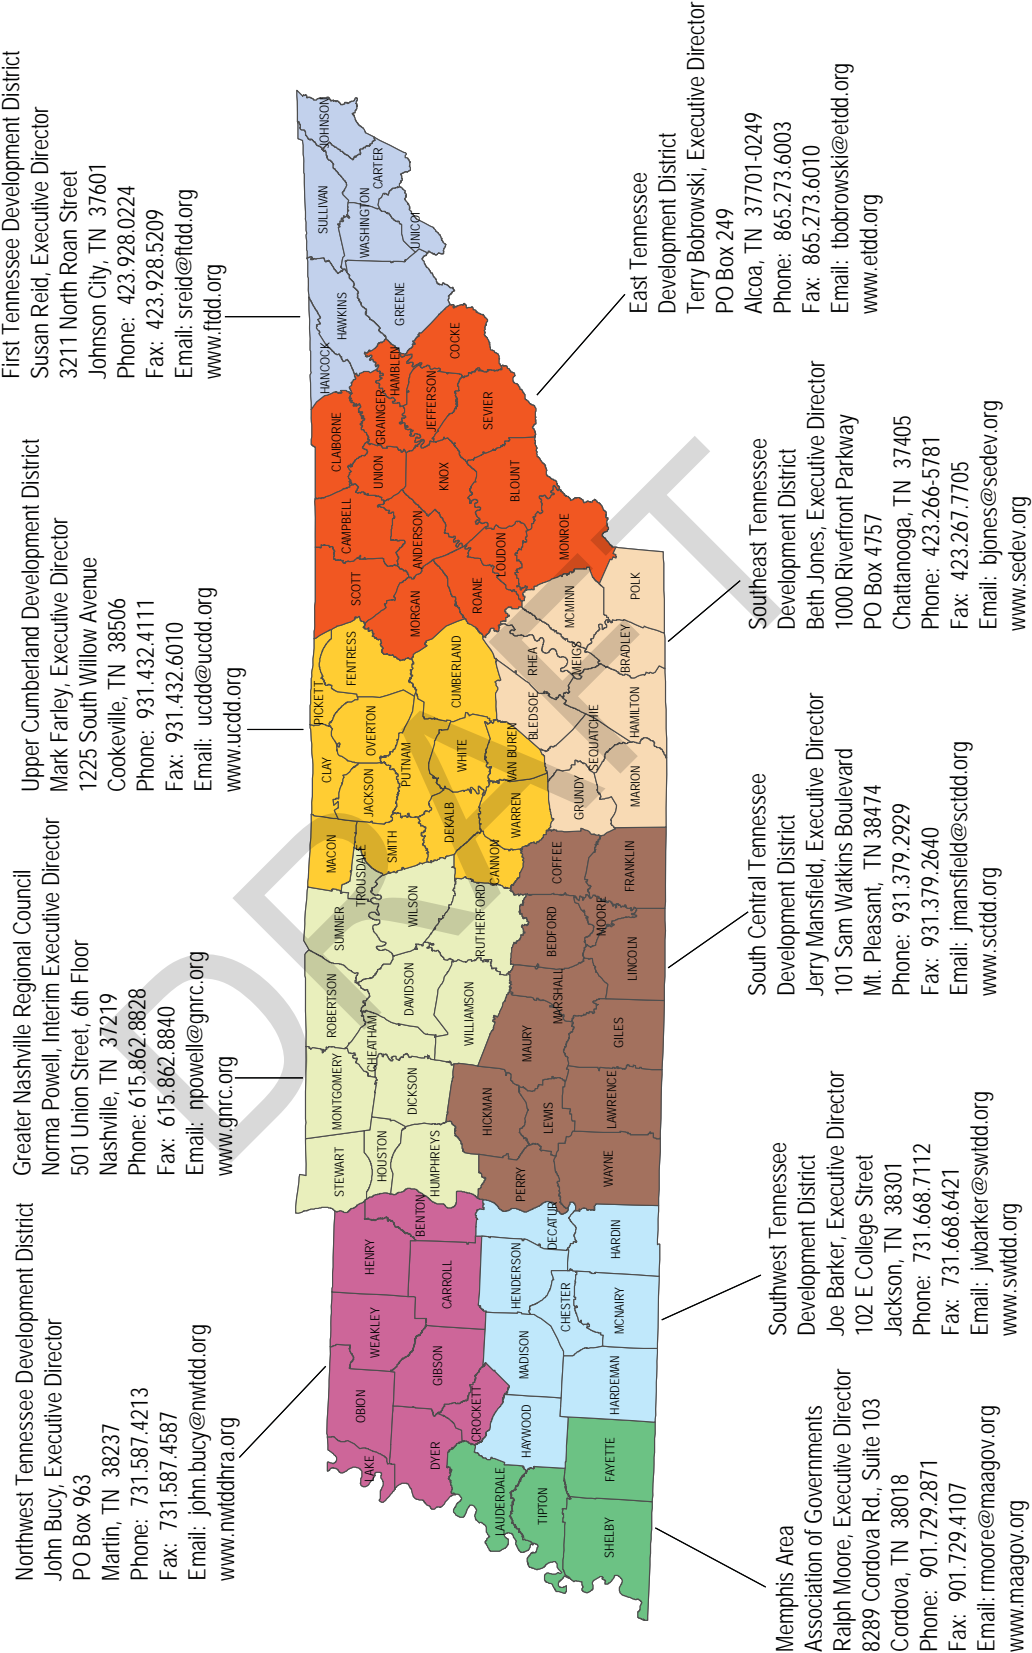 Northwest Tennessee Development District
John Bucy, Executive Director
PO Box 963
Martin, TN 38237
Phone: 731.587.4213
Fax: 731.587.4587
Email: john.bucy@nwtdd.org
www.nwtddhra.org
Greater Nashville Regional Council
Norma Powell, Interim Executive Director
501 Union Street, 6th Floor
Nashville, TN 37219
Phone: 615.862.8828
Fax: 615.862.8840
Email: npowell@gnrc.org
www.gnrc.org
Upper Cumberland Development District
Mark Farley, Executive Director
1225 South Willow Avenue
Cookeville, TN 38506
Phone: 931.432.4111
Fax: 931.432.6010
Email: ucdd@ucdd.org
www.ucdd.org
First Tennessee Development District
Susan Reid, Executive Director
3211 North Roan Street
Johnson City, TN 37601
Phone: 423.928.0224
Fax: 423.928.5209
Email: sreid@ftdd.org
www.ftdd.org
LAKE
OBION
WEAKLEY
HENRY
BENTON
DYER
GIBSON
CARROLL
CROCKETT
LAUDERDALE
TIPTON
SHELBY
FAYETTE
HAYWOOD
MADISON
HENDERSON
DECATUR
CHESTER
HARDEMAN
MCNAIRY
HARDIN
STEWART
MONTGOMERY
ROBERTSON
SUMNER
TROUSDALE
HOUSTON
HUMPHREYS
DICKSON
CHEATHAM
DAVIDSON
WILSON
WILLIAMSON
RUTHERFORD
PERRY
HICKMAN
LEWIS
MAURY
MARSHALL
BEDFORD
COFFEE
MOORE
WAYNE
LAWRENCE
GILES
LINCOLN
FRANKLIN
MACON
CLAY
PICKETT
JACKSON
OVERTON
FENTRESS
SMITH
PUTNAM
DEKALB
WHITE
CUMBERLAND
CANNON
WARREN
VAN BUREN
GRUNDY
SEQUATCHIE
BLEDSOE
RHEA
MEIGS
MCMINN
MARION
HAMILTON
BRADLEY
POLK
SCOTT
CAMPBELL
CLAIBORNE
MORGAN
ANDERSON
UNION
GRAINGER
HAMBLEN
ROANE
LOUDON
KNOX
JEFFERSON
COCKE
SEVIER
BLOUNT
MONROE
HANCOCK
HAWKINS
GREENE
SULLIVAN
WASHINGTON
UNICOI
CARTER
JOHNSON
DRAFT
Memphis Area
Association of Governments
Ralph Moore, Executive Director
8289 Cordova Rd., Suite 103
Cordova, TN 38018
Phone: 901.729.2871
Fax: 901.729.4107
Email: rmoore@maagov.org
www.maagov.org
Southwest Tennessee
Development District
Joe Barker, Executive Director
102 E College Street
Jackson, TN 38301
Phone: 731.668.7112
Fax: 731.668.6421
Email: jwbarker@swtdd.org
www.swtdd.org
South Central Tennessee
Development District
Jerry Mansfield, Executive Director
101 Sam Watkins Boulevard
Mt. Pleasant, TN 38474
Phone: 931.379.2929
Fax: 931.379.2640
Email: jmansfield@sctdd.org
www.sctdd.org
Southeast Tennessee
Development District
Beth Jones, Executive Director
1000 Riverfront Parkway
PO Box 4757
Chattanooga, TN 37405
Phone: 423.266-5781
Fax: 423.267.7705
Email: bjones@sedev.org
www.sedev.org
East Tennessee
Development District
Terry Bobrowski, Executive Director
PO Box 249
Alcoa, TN 37701-0249
Phone: 865.273.6003
Fax: 865.273.6010
Email: tbobrowski@etdd.org
www.etdd.org